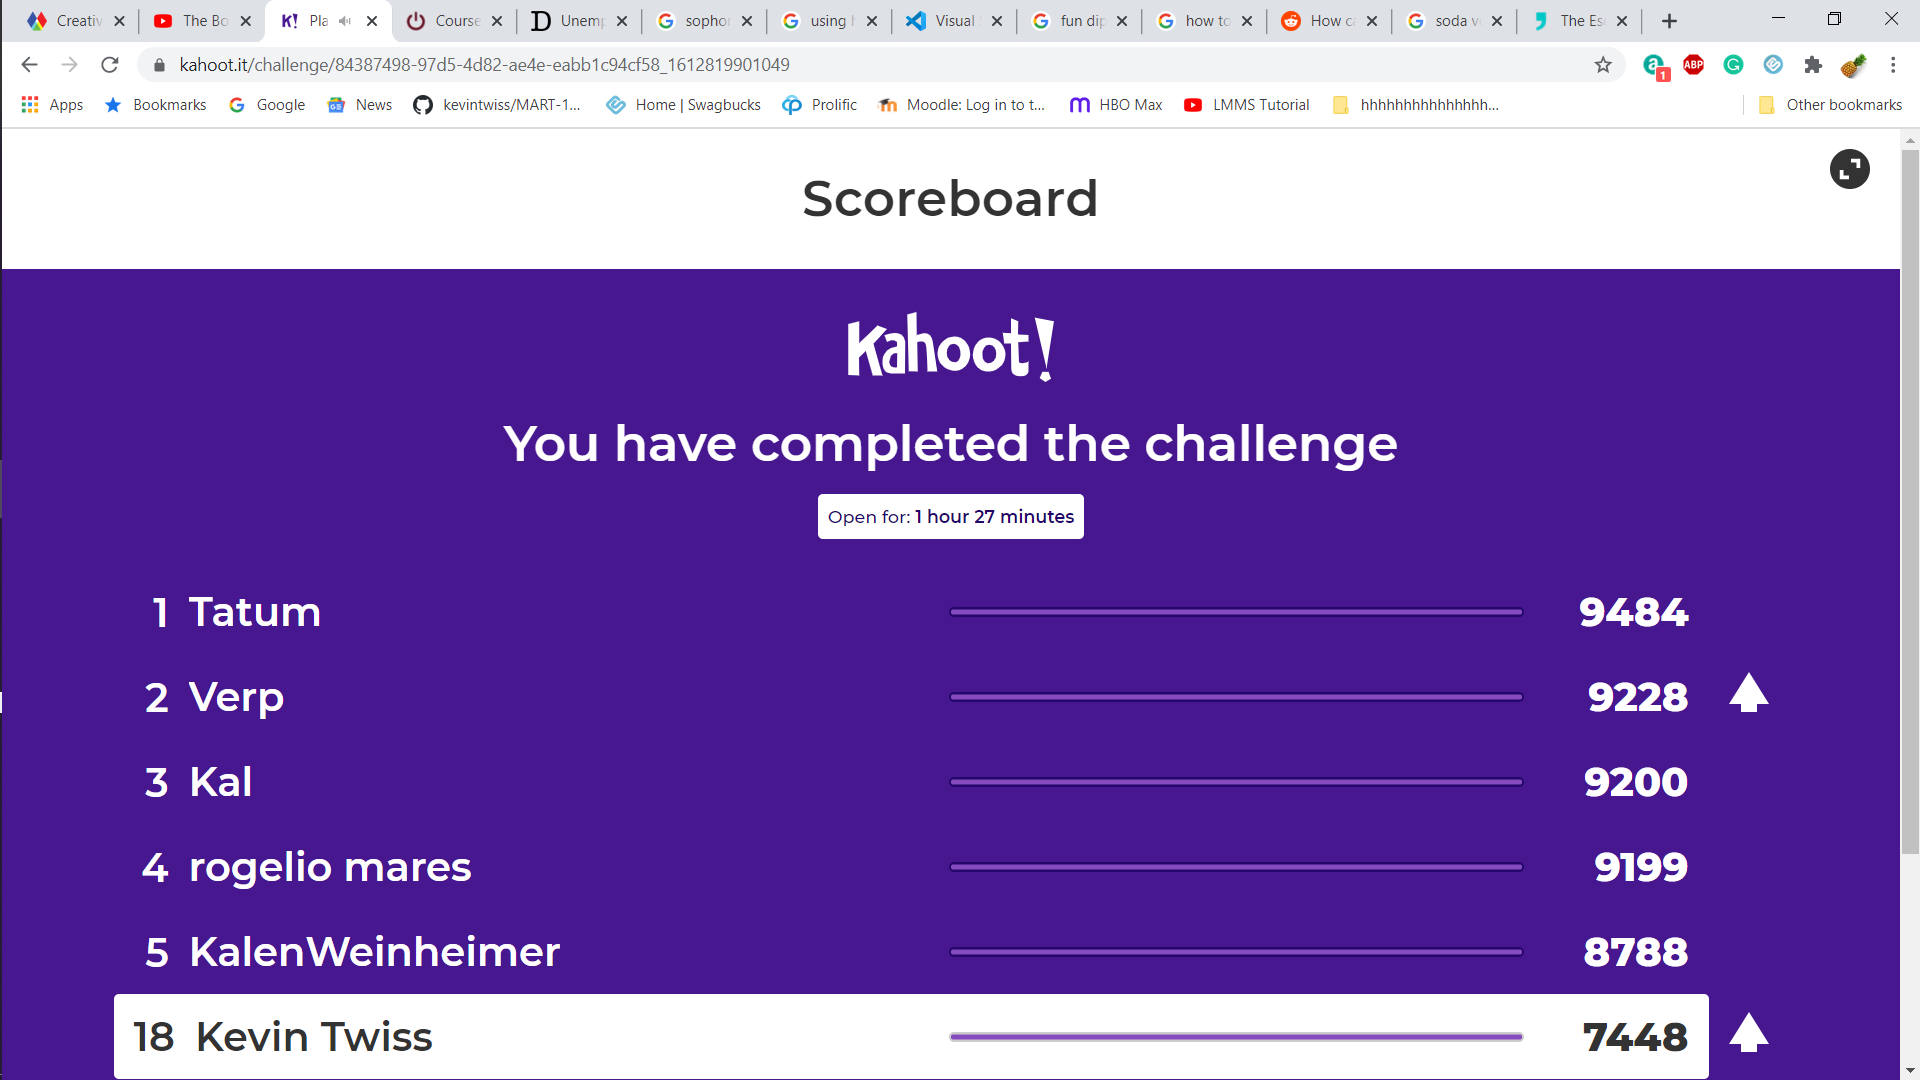 Creativ
The Bo
K! Pla
Course
Unemp
sophor
using h
Visual
fun dip
how to
How ca
soda v
The Es
kahoot.it/challenge/84387498-97d5-4d82-ae4e-eabb1c94cf58_1612819901049
1
ABP
Apps
Bookmarks
Google
News
kevintwiss/MART-1...
Home | Swagbucks
Prolific
Moodle: Log in to t...
HBO Max
LMMS Tutorial
hhhhhhhhhhhhhh...
Other bookmarks
Scoreboard
Kahoot!
You have completed the challenge
Open for: 1 hour 27 minutes
1 Tatum 9484
2 Verp 9228
3 Kal 9200
4 rogelio mares 9199
5 KalenWeinheimer 8788
18 Kevin Twiss 7448